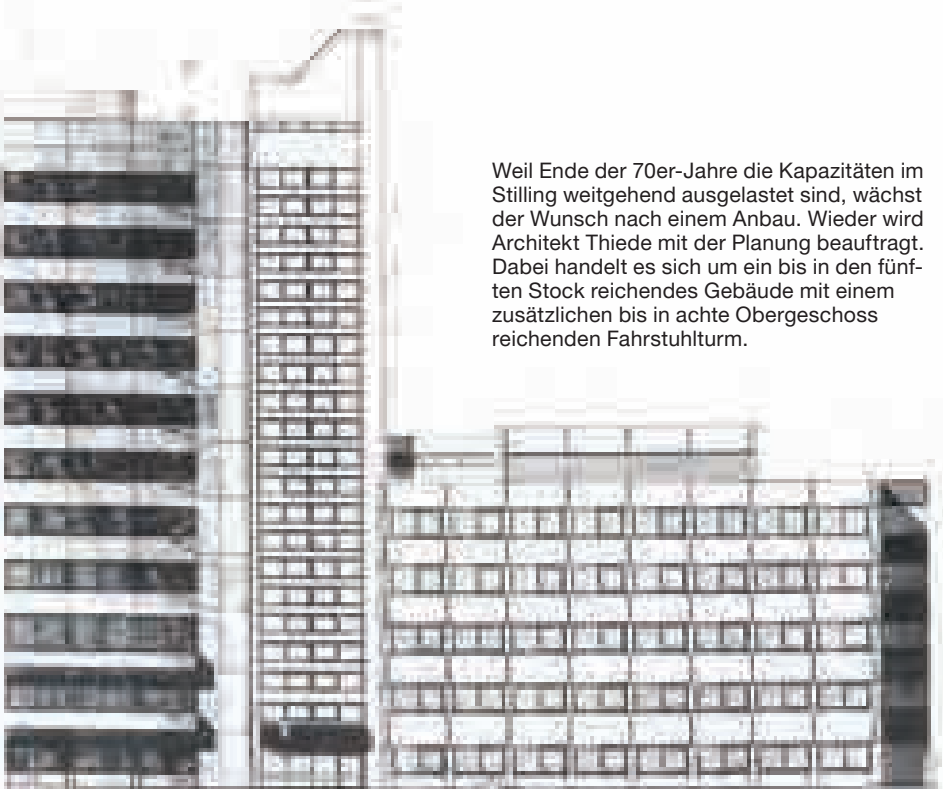 Weil Ende der 70er-Jahre die Kapazitäten im
Stilling weitgehend ausgelastet sind, wächst
der Wunsch nach einem Anbau. Wieder wird
Architekt Thiede mit der Planung beauftragt.
Dabei handelt es sich um ein bis in den fünf-
ten Stock reichendes Gebäude mit einem
zusätzlichen bis in achte Obergeschoss
reichenden Fahrstuhlturm.